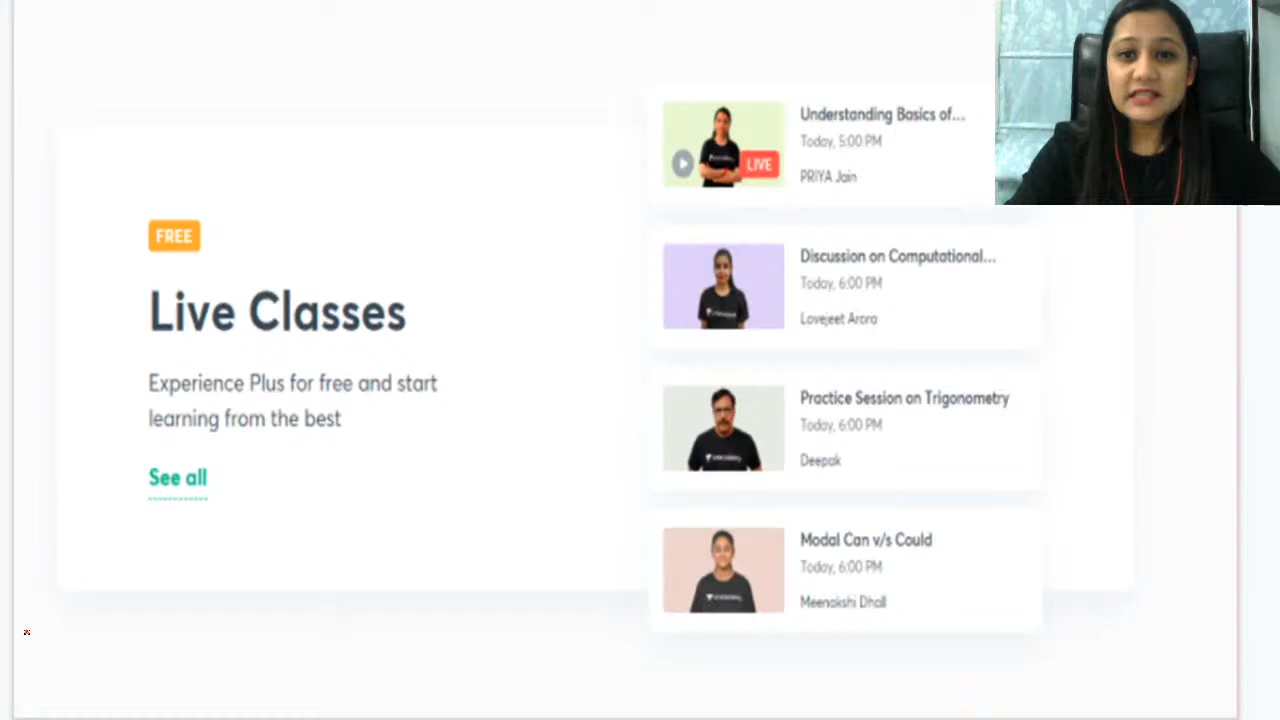 FREE
Live Classes
Experience Plus for free and start
learning from the best
See all
Understanding Basics of...
Today, 5:00 PM
PRIYA Jain
LIVE
Discussion on Computational...
Today, 6:00 PM
Lovejeet Arora
Practice Session on Trigonometry
Today, 6:00 PM
Deepak
Modal Can v/s Could
Today, 6:00 PM
Meenakshi Dhall